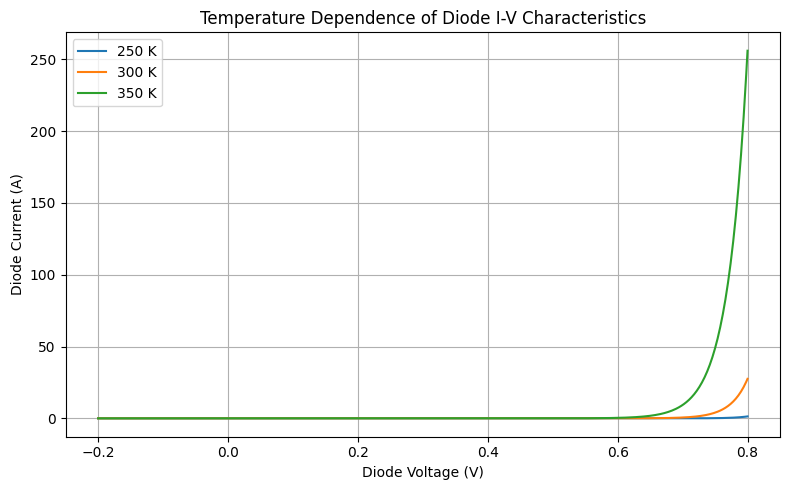 Temperature Dependence of Diode I-V Characteristics
250 K
300 K
350 K
Diode Current (A)
250
200
150
100
50
0
−0.2
0.0
0.2
0.4
0.6
0.8
Diode Voltage (V)